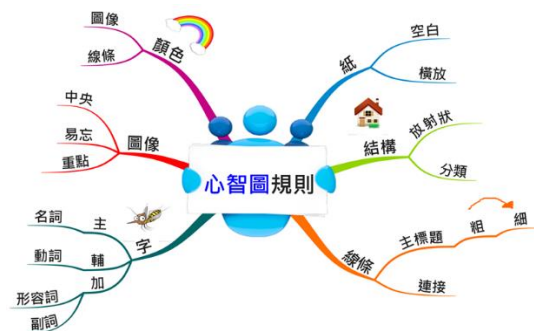 心智圖規則
紙
空白
橫放
結構
放射狀
分類
線條
主標題
粗
細
連接
字
主
名詞
輔
動詞
加
形容詞
副詞
圖像
中央
易忘
重點
顏色
圖像
線條